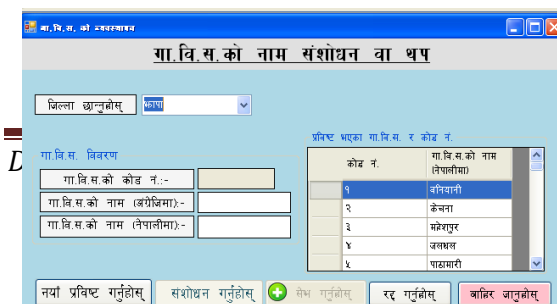 गा.वि.स. को व्यवस्थापन
गा.वि.स.को नाम संशोधन वा थप
जिल्ला छान्नुहोस्
झापा
प्रविष्ट भएका गा.वि.स. र कोड नं.
D
गा.वि.स. विवरण
कोड नं.
गा.वि.स.को नाम (नेपालीमा)
गा.वि.स.को कोड नं.:-
१ बनियानी
गा.वि.स.को नाम (अंग्रेजिमा):-
२ केचना
गा.वि.स.को नाम (नेपालीमा):-
३ महेशपुर
४ जलथल
५ पाठामारी
नयाँ प्रविष्ट गर्नुहोस्
संशोधन गर्नुहोस्
सेभ गर्नुहोस्
रद्द गर्नुहोस्
बाहिर जानुहोस्